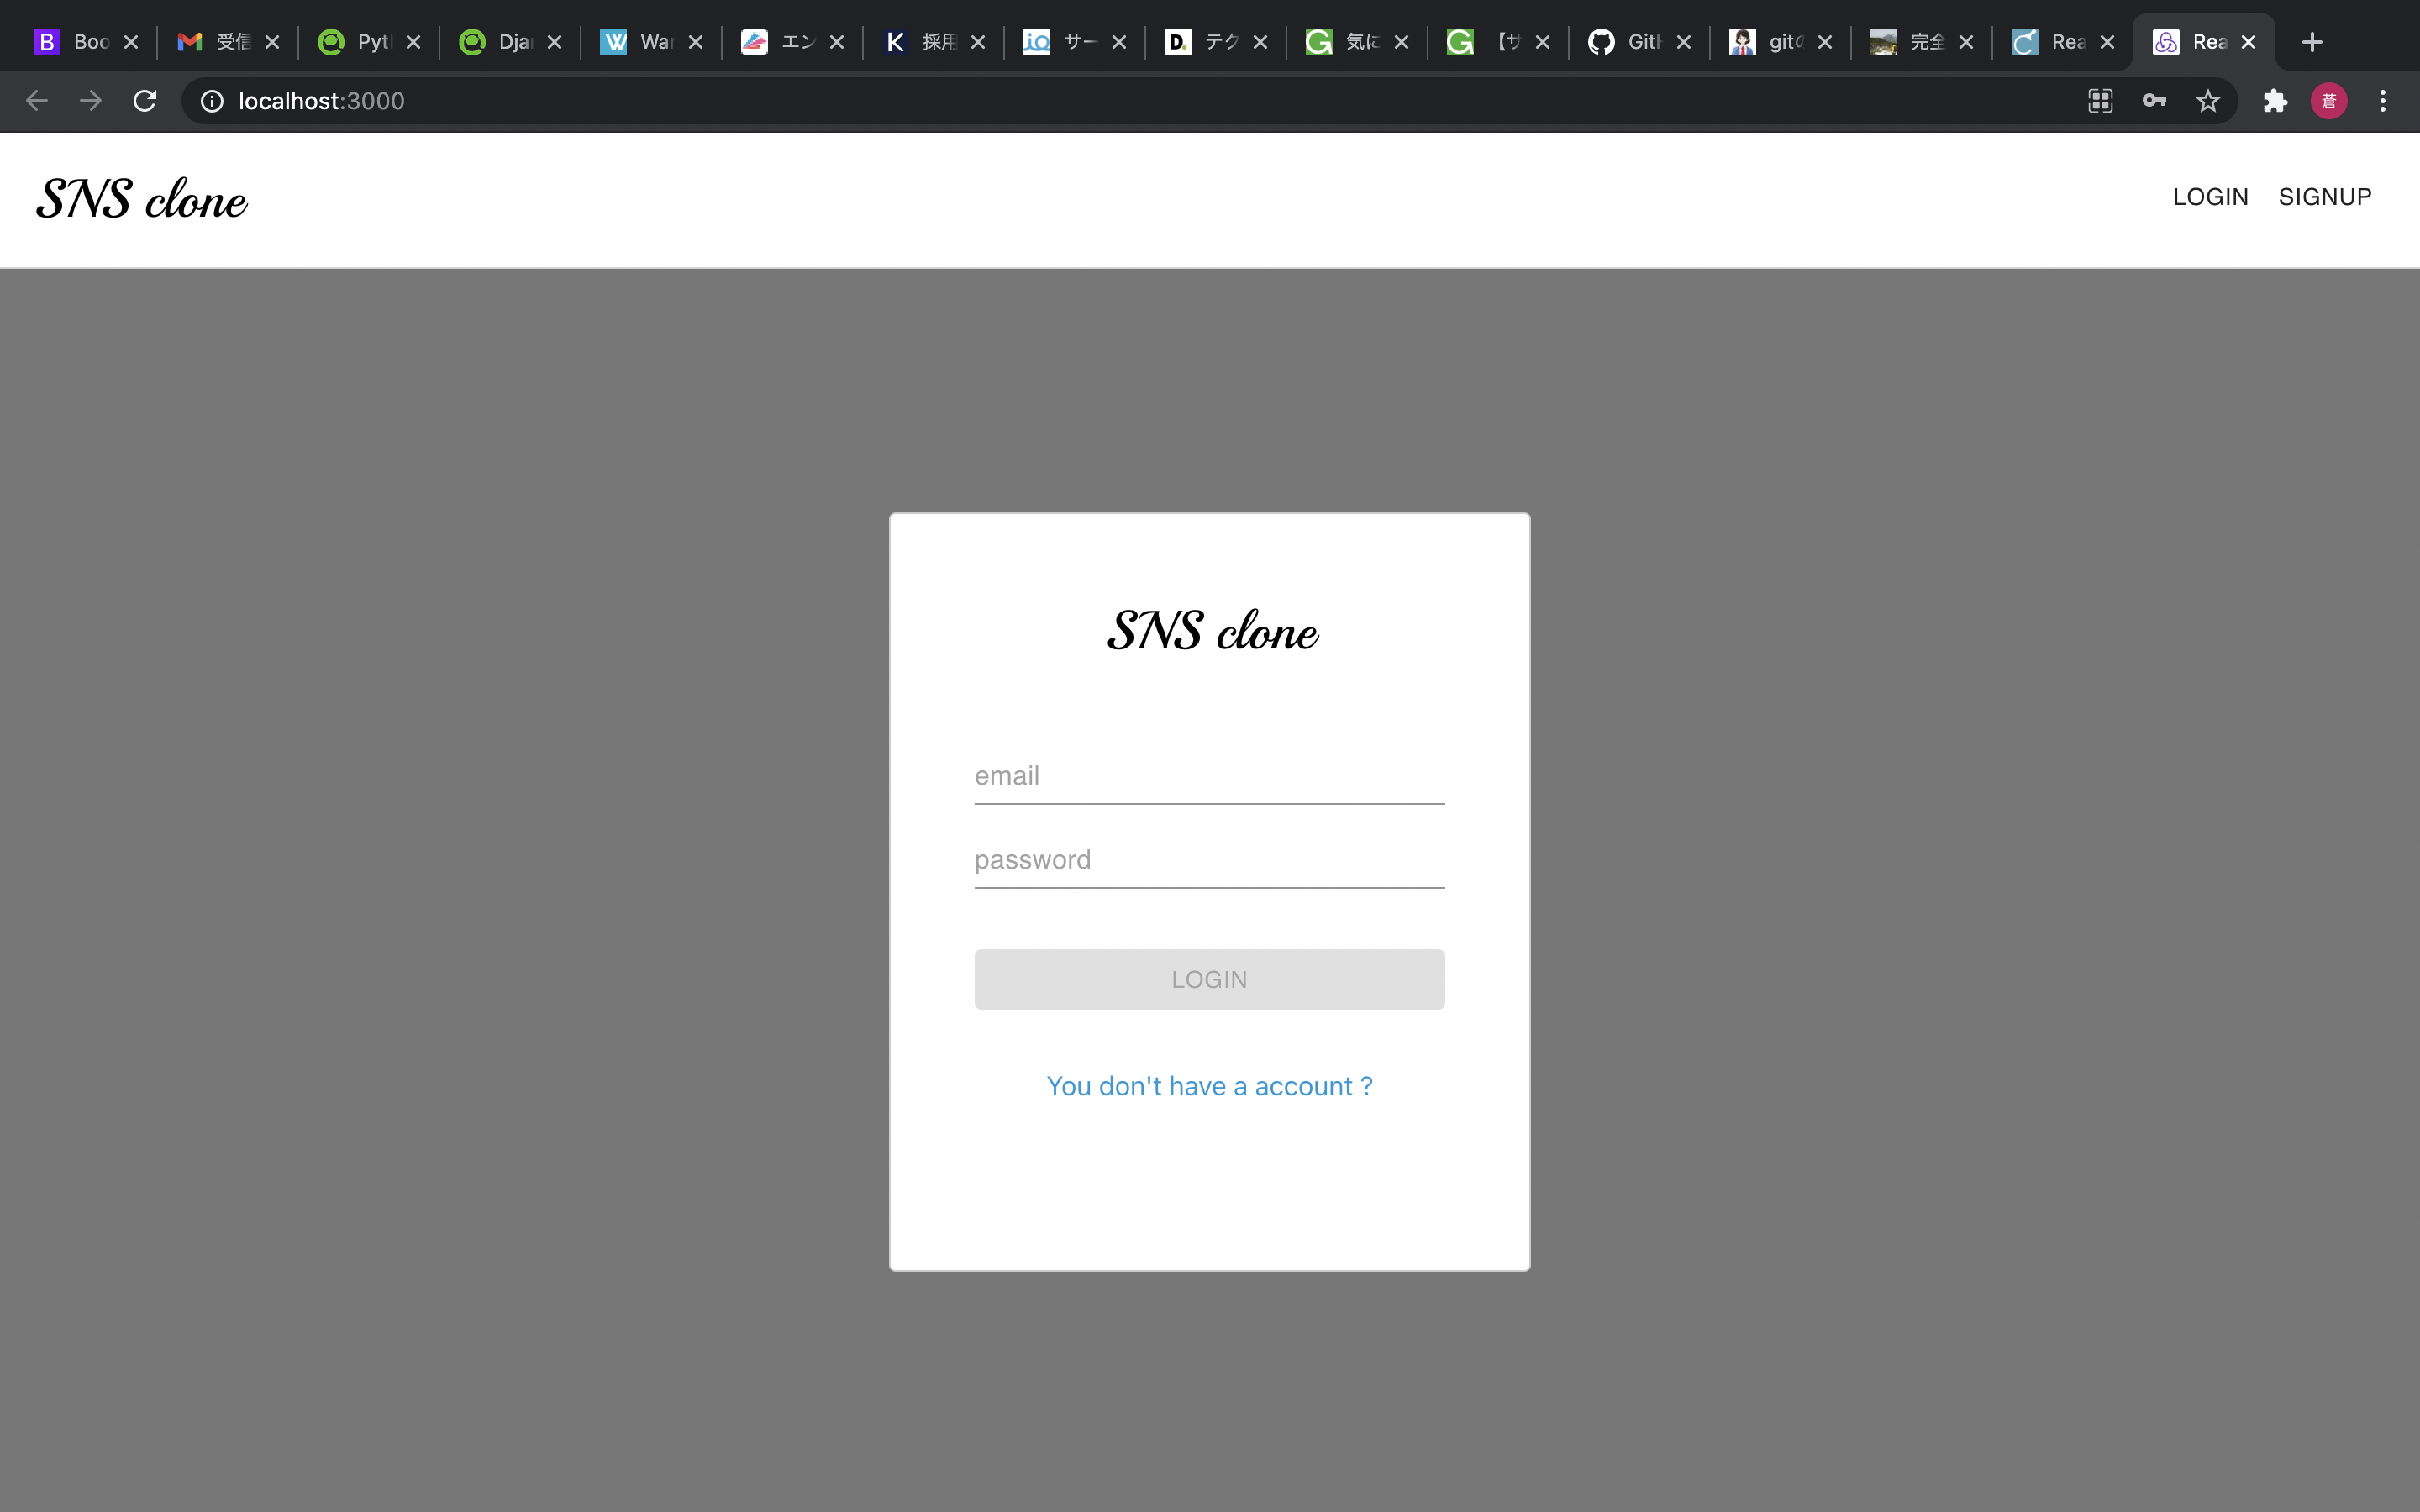 Boo 受信 Pyt Dja War エン K 採用 io サー D. テク 気に 【サ Git git 完全 Rea Rea
localhost:3000 蒼
SNS clone LOGIN SIGNUP
SNS clone
email
password
LOGIN
You don't have a account ?